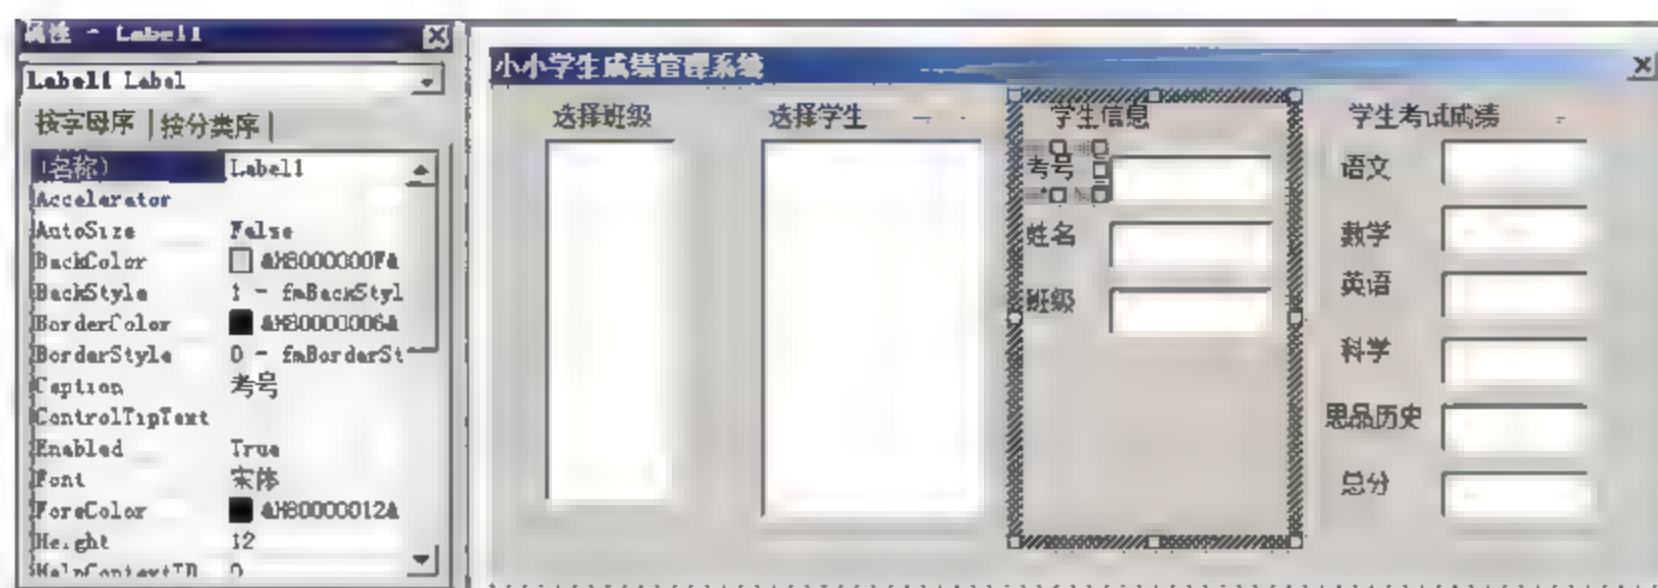 属性 - Label1
Label1 Label
按字母序 按分类序
(名称) Label1
Accelerator
AutoSize False
BackColor &H8000000F&
BackStyle 1 - fmBackStyl
BorderColor &H80000006&
BorderStyle 0 - fmBorderSt
Caption 考号
ControlTipText
Enabled True
Font 宋体
ForeColor &H80000012&
Height 12
HelpContextID 0
小小学生成绩管理系统
选择班级
选择学生
学生信息
考号
姓名
班级
学生考试成绩
语文
数学
英语
科学
思品历史
总分